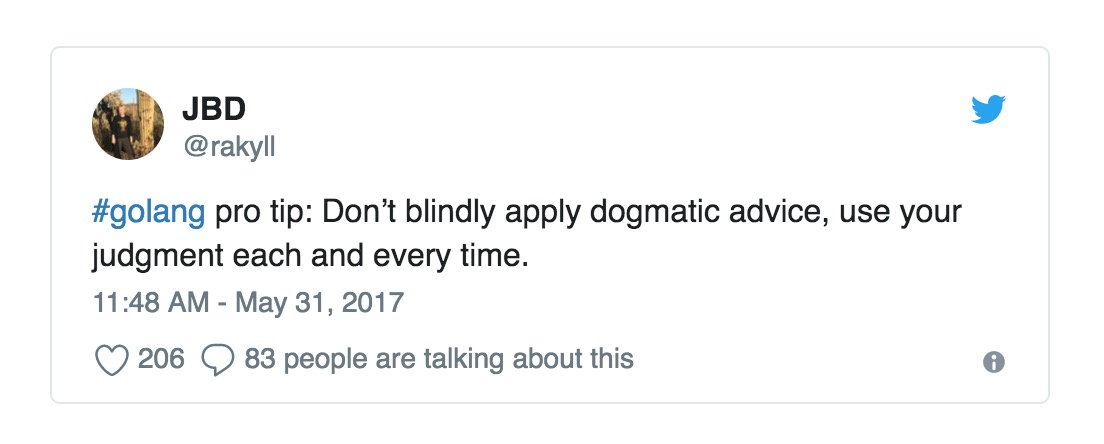 JBD
@rakyll
#golang pro tip: Don’t blindly apply dogmatic advice, use your
judgment each and every time.
11:48 AM - May 31, 2017
206 83 people are talking about this